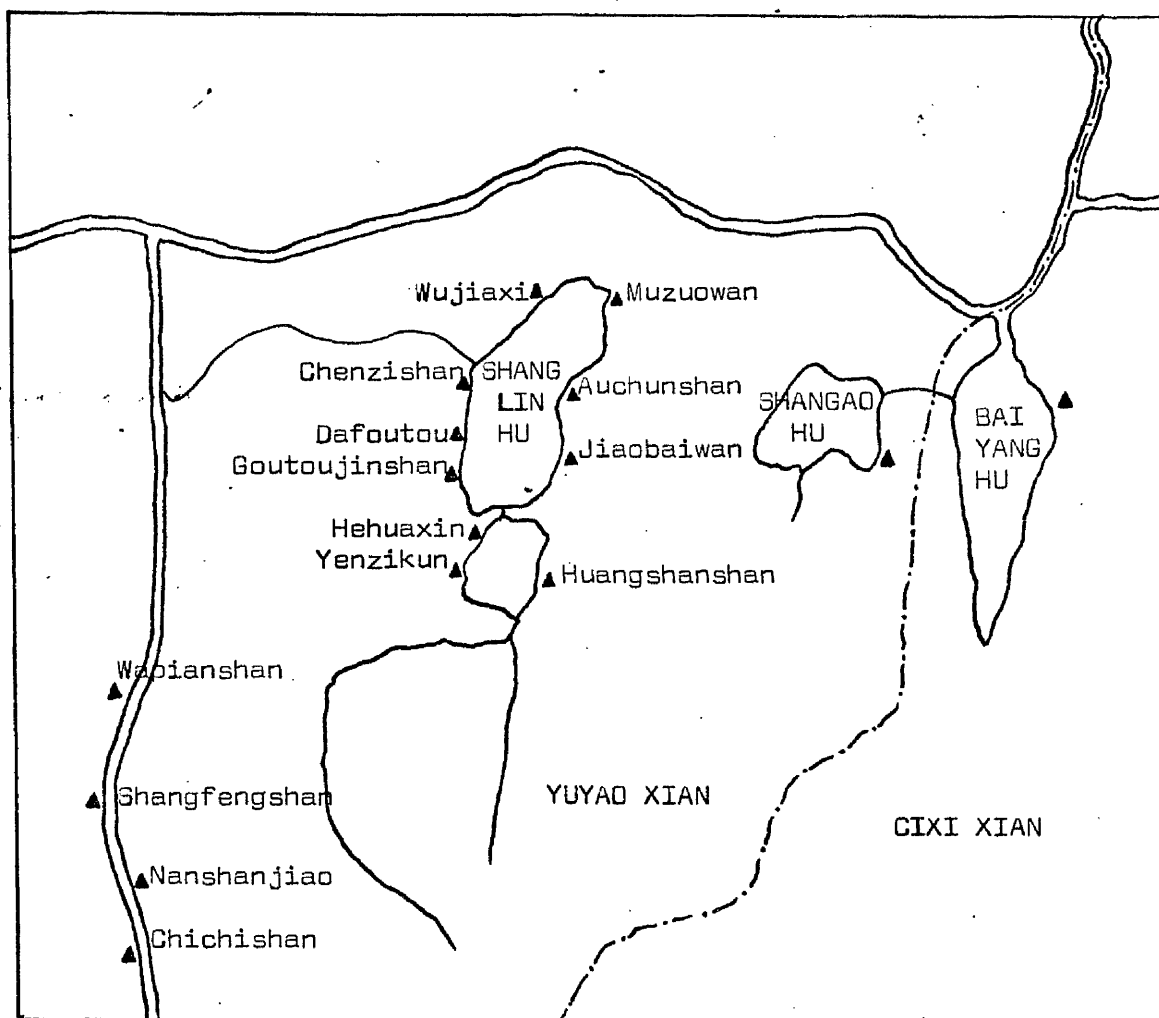 Wujiaxi
Muzuowan
Chenzishan
SHANG
LIN
HU
Auchunshan
SHANGAO
HU
BAI
YANG
HU
Dafoutou
Jiaobaiwan
Goutoujinshan
Hehuaxin
Yenzikun
Huangshanshan
Wapianshan
Shangfengshan
YUYAO XIAN
CIXI XIAN
Nanshanjiao
Chichishan